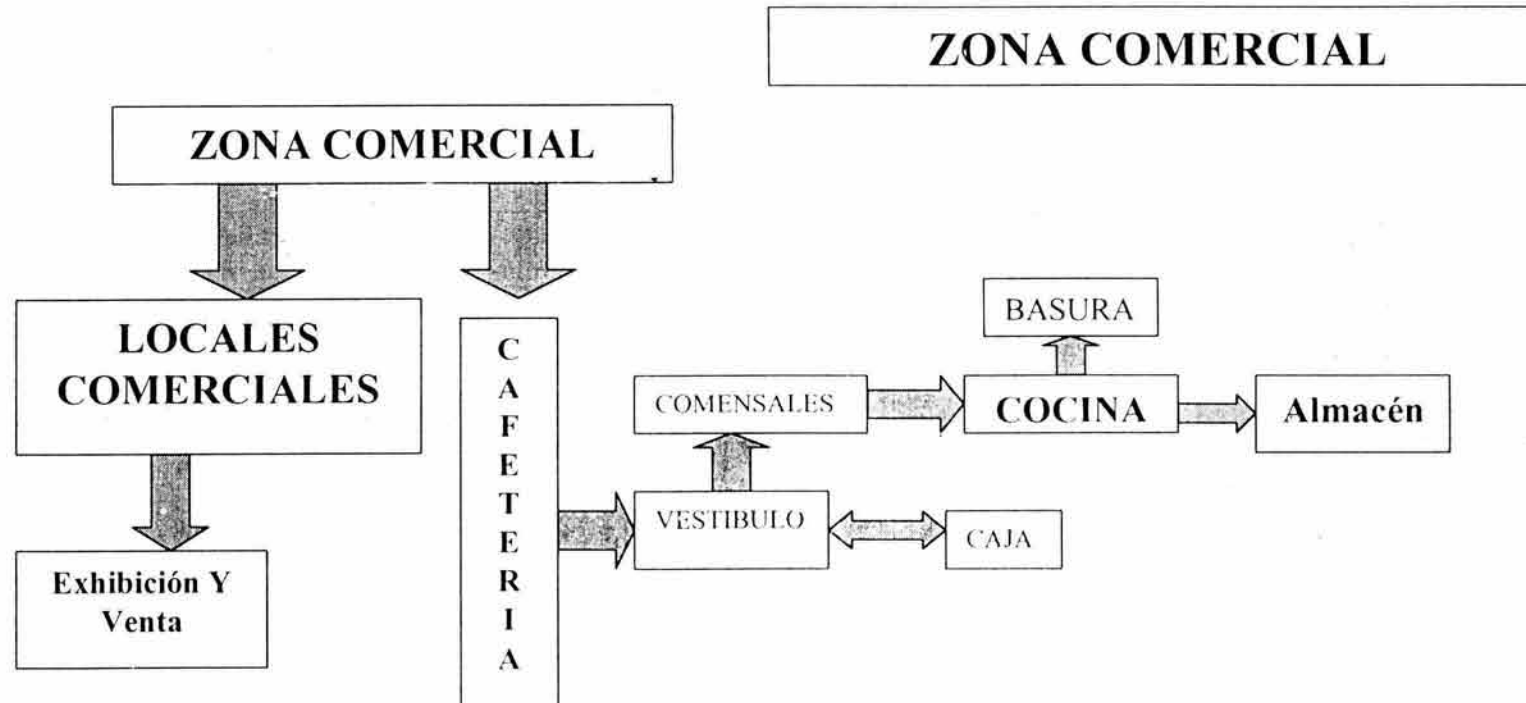 ZONA COMERCIAL
ZONA COMERCIAL
LOCALES
COMERCIALES
Exhibición Y
Venta
C
A
F
E
T
E
R
I
A
BASURA
COMENSALES
COCINA
Almacén
VESTIBULO
CAJA